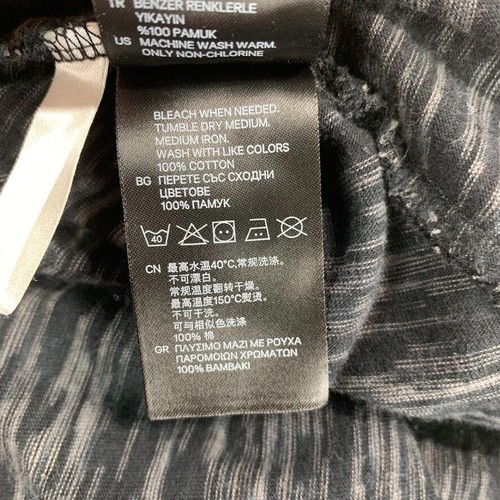 TR BENZER RENKLERLE
YIKAYIN
%100 PAMUK
US MACHINE WASH WARM.
ONLY NON-CHLORINE
BLEACH WHEN NEEDED.
TUMBLE DRY MEDIUM.
MEDIUM IRON.
WASH WITH LIKE COLORS
100% COTTON
BG ПЕРЕТЕ СЪС СХОДНИ
ЦВЕТОВЕ
100% ПАМУК
40
CN 最高水温40°C,常规洗涤。
不可漂白。
常规温度翻转干燥。
最高温度150°C熨烫。
不可干洗。
可与相似色洗涤
100% 棉
GR ΠΛΥΣΙΜΟ ΜΑΖΙ ΜΕ ΡΟΥΧΑ
ΠΑΡΟΜΟΙΩΝ ΧΡΩΜΑΤΩΝ
100% ΒΑΜΒΑΚΙ